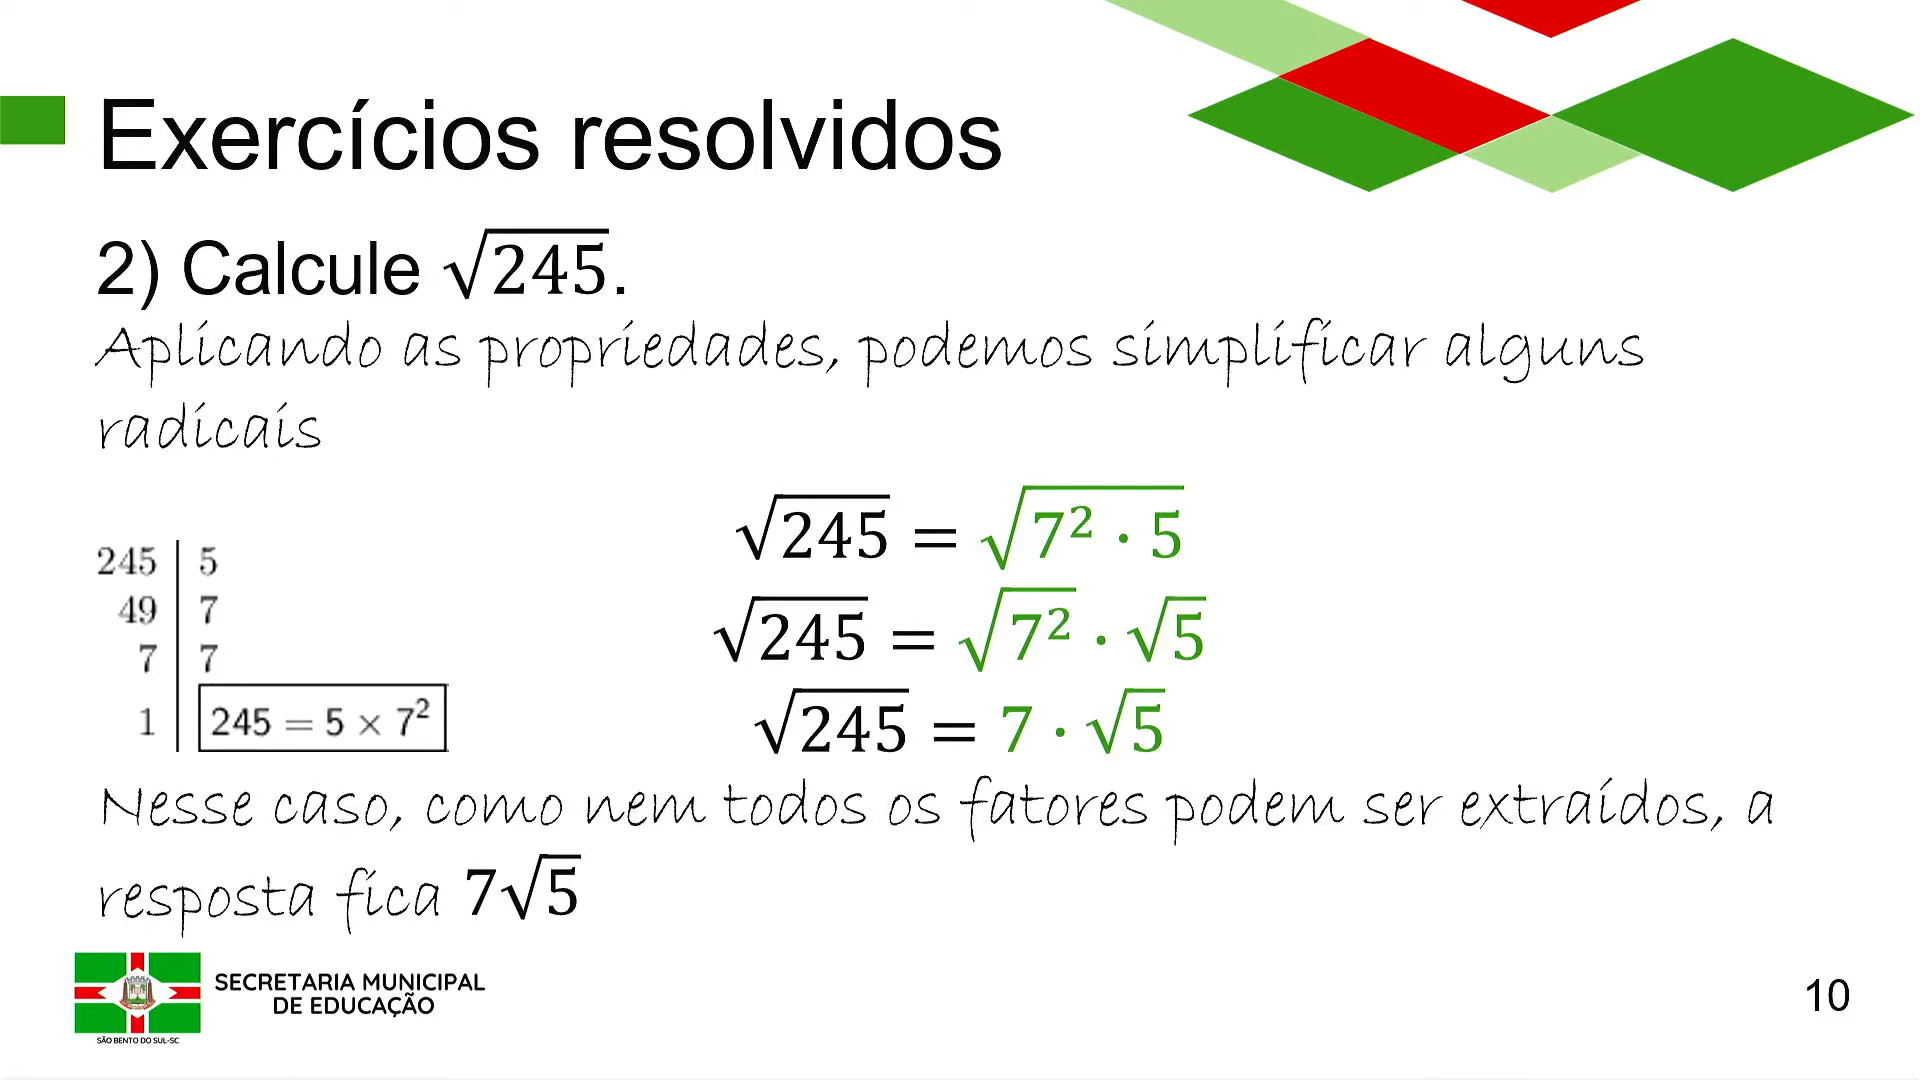 Exercícios resolvidos
2) Calcule √245.
Aplicando as propriedades, podemos simplificar alguns
radicais
√245 = √7² · 5
√245 = √7² · √5
√245 = 7 · √5
245 | 5
49 | 7
7 | 7
1 | 245 = 5 × 7²
Nesse caso, como nem todos os fatores podem ser extraídos, a
resposta fica 7√5
SECRETARIA MUNICIPAL
DE EDUCAÇÃO
SÃO BENTO DO SUL-SC
10